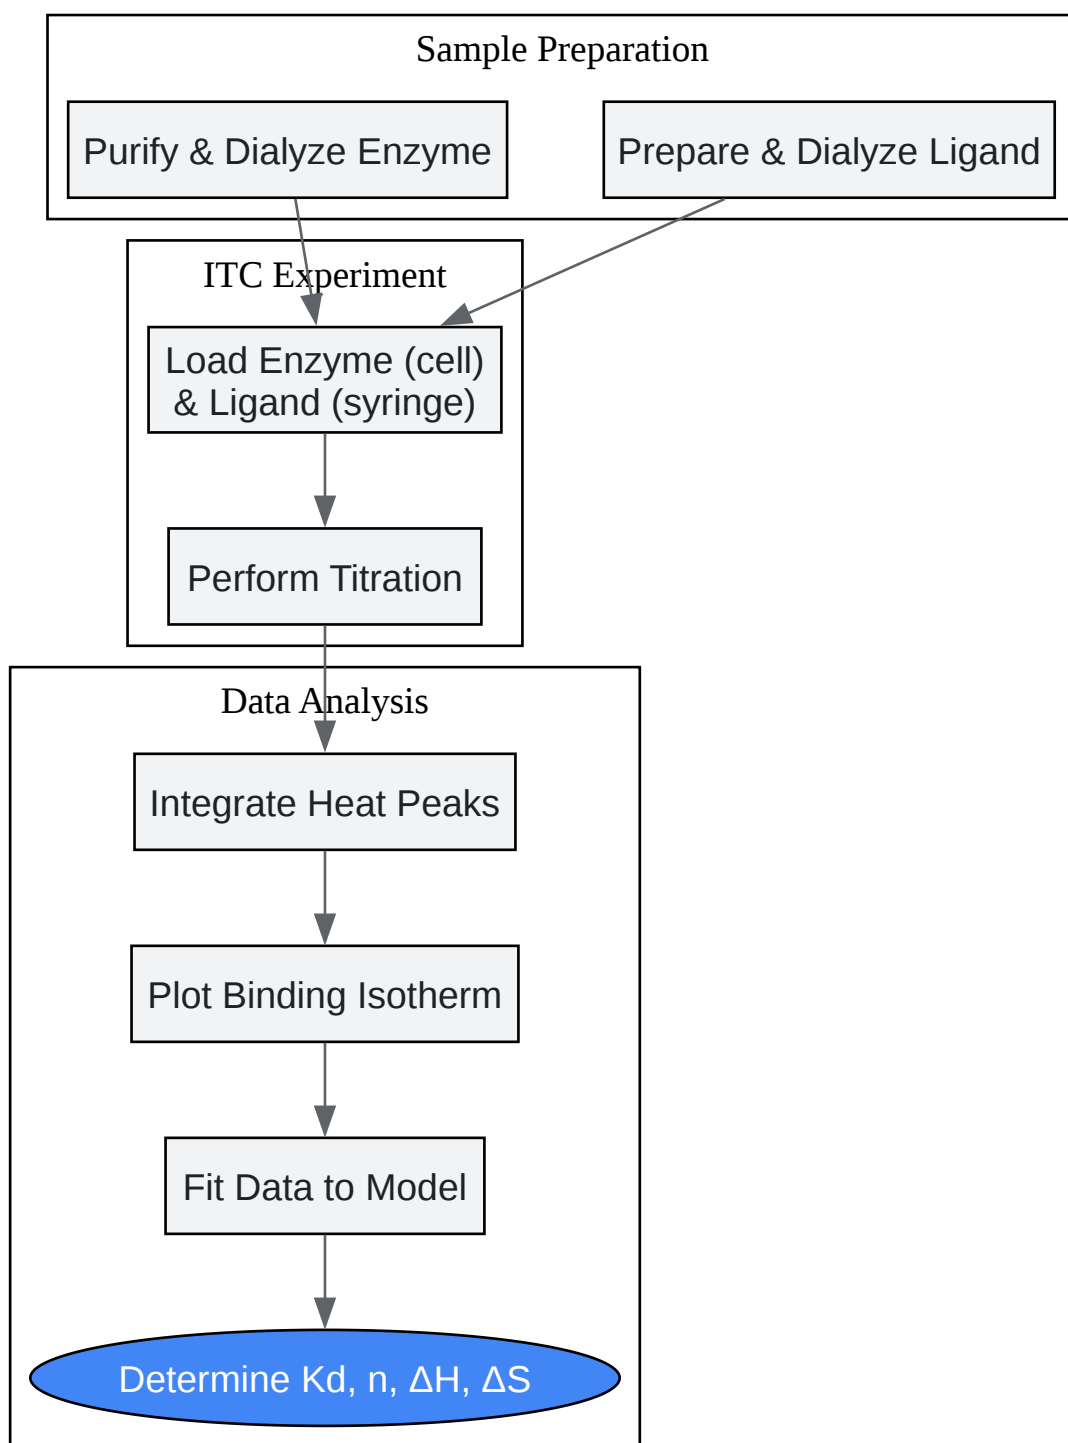 Sample Preparation
Purify & Dialyze Enzyme
Prepare & Dialyze Ligand
ITC Experiment
Load Enzyme (cell)
& Ligand (syringe)
Perform Titration
Data Analysis
Integrate Heat Peaks
Plot Binding Isotherm
Fit Data to Model
Determine Kd, n, ΔH, ΔS